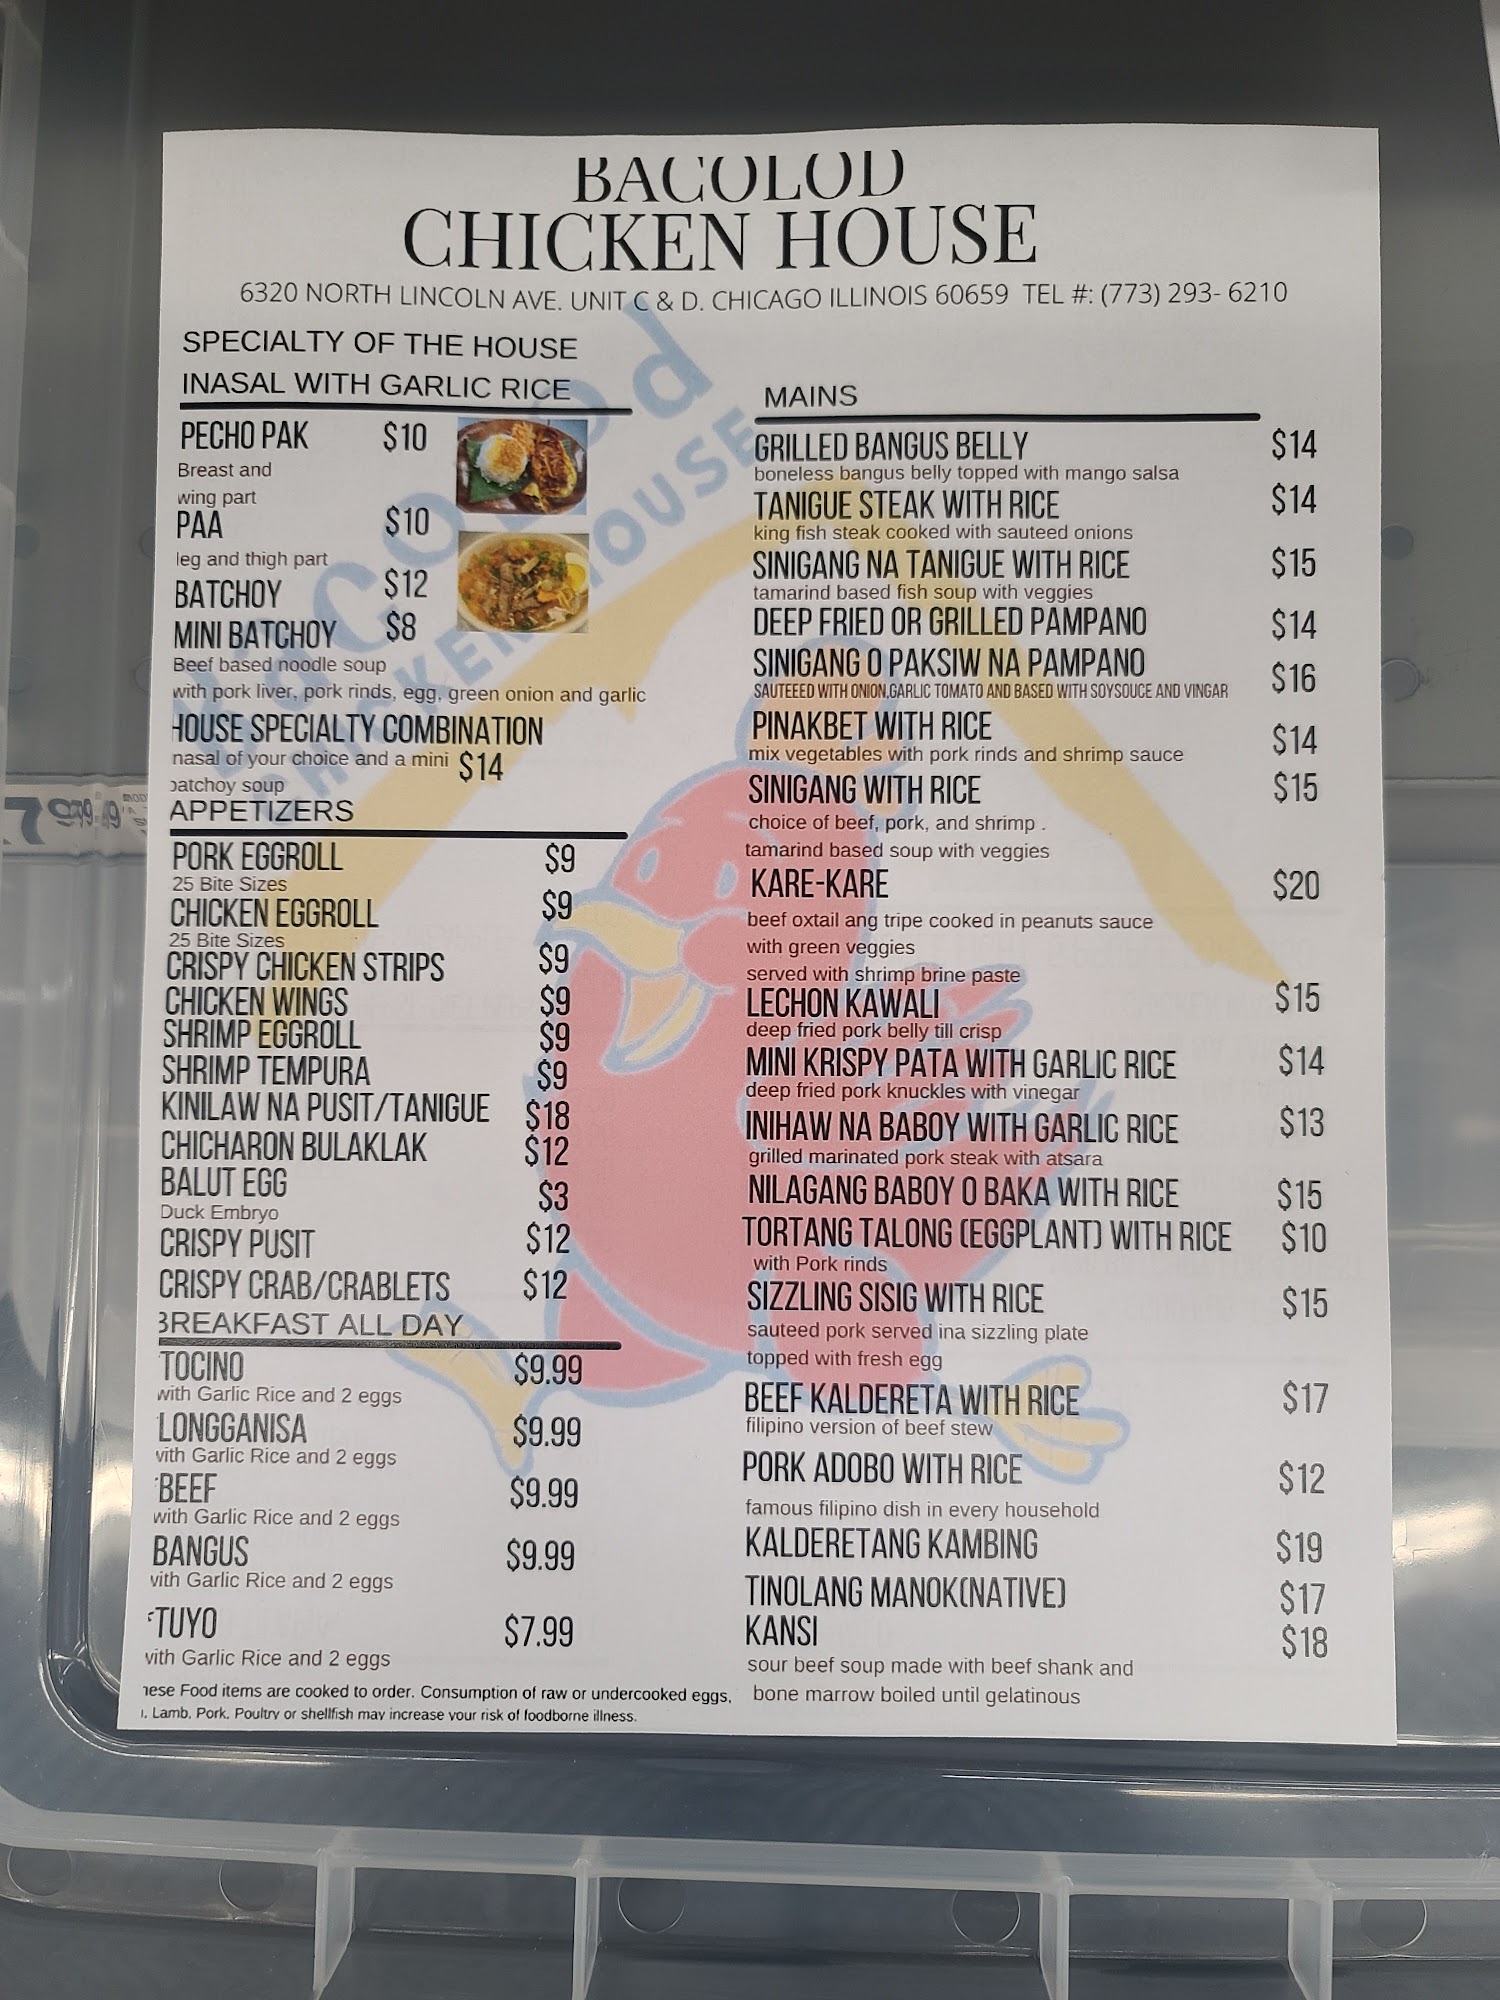 BACOLOD
CHICKEN HOUSE
6320 NORTH LINCOLN AVE. UNIT C & D. CHICAGO ILLINOIS 60659 TEL #: (773) 293- 6210
SPECIALTY OF THE HOUSE
INASAL WITH GARLIC RICE
PECHO PAK $10
Breast and
wing part
PAA $10
leg and thigh part
BATCHOY $12
MINI BATCHOY $8
Beef based noodle soup
with pork liver, pork rinds, egg, green onion and garlic
HOUSE SPECIALTY COMBINATION
nasal of your choice and a mini $14
batchoy soup
APPETIZERS
PORK EGGROLL $9
25 Bite Sizes
CHICKEN EGGROLL $9
25 Bite Sizes
CRISPY CHICKEN STRIPS $9
CHICKEN WINGS $9
SHRIMP EGGROLL $9
SHRIMP TEMPURA $9
KINILAW NA PUSIT/TANIGUE $18
CHICHARON BULAKLAK $12
BALUT EGG $3
Duck Embryo
CRISPY PUSIT $12
CRISPY CRAB/CRABLETS $12
BREAKFAST ALL DAY
TOCINO $9.99
with Garlic Rice and 2 eggs
LONGGANISA $9.99
with Garlic Rice and 2 eggs
BEEF $9.99
with Garlic Rice and 2 eggs
BANGUS $9.99
with Garlic Rice and 2 eggs
TUYO $7.99
with Garlic Rice and 2 eggs
hese Food items are cooked to order. Consumption of raw or undercooked eggs,
Lamb, Pork, Poultry or shellfish may increase your risk of foodborne illness.
MAINS
GRILLED BANGUS BELLY $14
boneless bangus belly topped with mango salsa
TANIGUE STEAK WITH RICE $14
king fish steak cooked with sauteed onions
SINIGANG NA TANIGUE WITH RICE $15
tamarind based fish soup with veggies
DEEP FRIED OR GRILLED PAMPANO $14
SINIGANG O PAKSIW NA PAMPANO $16
SAUTEEED WITH ONION,GARLIC TOMATO AND BASED WITH SOYSOUCE AND VINGAR
PINAKBET WITH RICE $14
mix vegetables with pork rinds and shrimp sauce
SINIGANG WITH RICE $15
choice of beef, pork, and shrimp .
tamarind based soup with veggies
KARE-KARE $20
beef oxtail ang tripe cooked in peanuts sauce
with green veggies
served with shrimp brine paste
LECHON KAWALI $15
deep fried pork belly till crisp
MINI KRISPY PATA WITH GARLIC RICE $14
deep fried pork knuckles with vinegar
INIHAW NA BABOY WITH GARLIC RICE $13
grilled marinated pork steak with atsara
NILAGANG BABOY O BAKA WITH RICE $15
TORTANG TALONG (EGGPLANT) WITH RICE $10
with Pork rinds
SIZZLING SISIG WITH RICE $15
sauteed pork served ina sizzling plate
topped with fresh egg
BEEF KALDERETA WITH RICE $17
filipino version of beef stew
PORK ADOBO WITH RICE $12
famous filipino dish in every household
KALDERETANG KAMBING $19
TINOLANG MANOK(NATIVE) $17
KANSI $18
sour beef soup made with beef shank and
bone marrow boiled until gelatinous
Bacolod
CHICKEN HOUSE